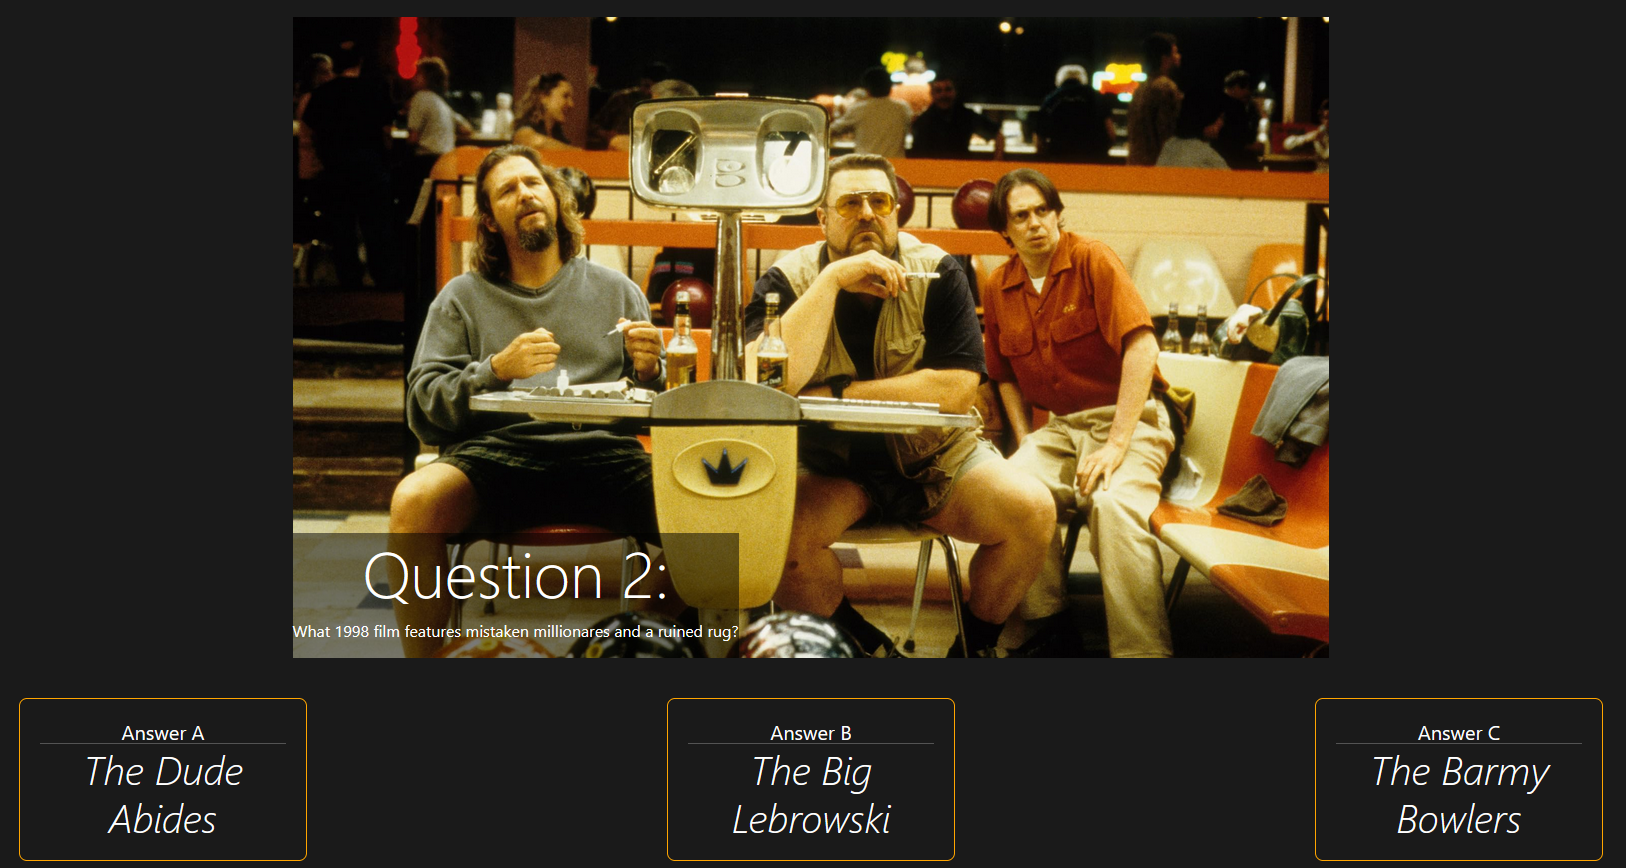 Question 2:
What 1998 film features mistaken millionares and a ruined rug?
Answer A
The Dude
Abides
Answer B
The Big
Lebrowski
Answer C
The Barmy
Bowlers